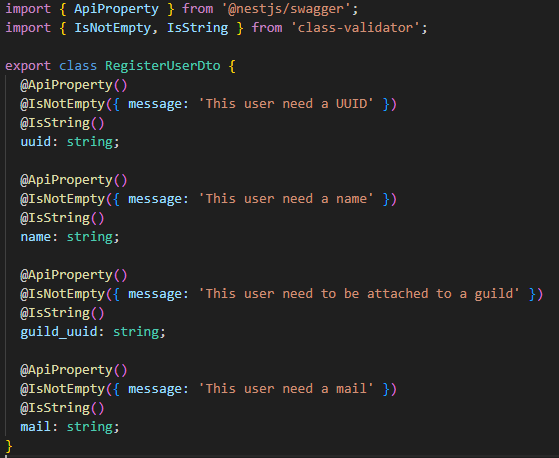 import { ApiProperty } from '@nestjs/swagger';
import { IsNotEmpty, IsString } from 'class-validator';

export class RegisterUserDto {
  @ApiProperty()
  @IsNotEmpty({ message: 'This user need a UUID' })
  @IsString()
  uuid: string;

  @ApiProperty()
  @IsNotEmpty({ message: 'This user need a name' })
  @IsString()
  name: string;

  @ApiProperty()
  @IsNotEmpty({ message: 'This user need to be attached to a guild' })
  @IsString()
  guild_uuid: string;

  @ApiProperty()
  @IsNotEmpty({ message: 'This user need a mail' })
  @IsString()
  mail: string;
}